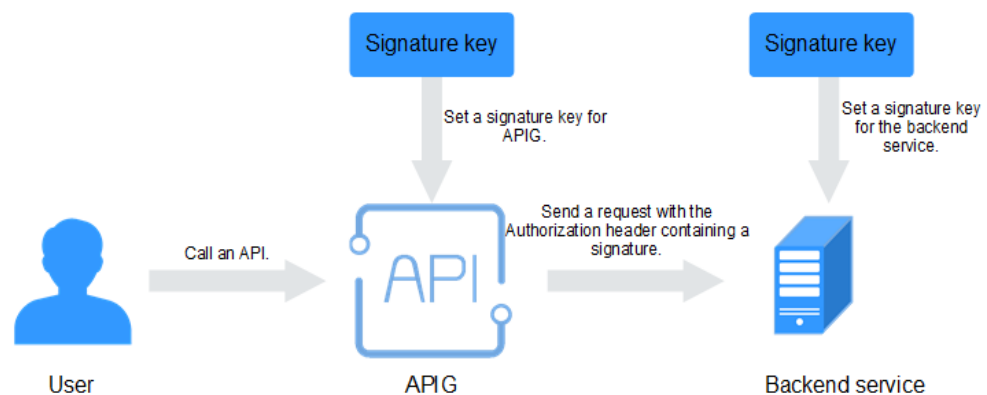 Signature key
Signature key
Set a signature key for
APIG.
Set a signature key
for the backend
service.
Call an API.
Send a request with the
Authorization header containing a
signature.
API
User
APIG
Backend service